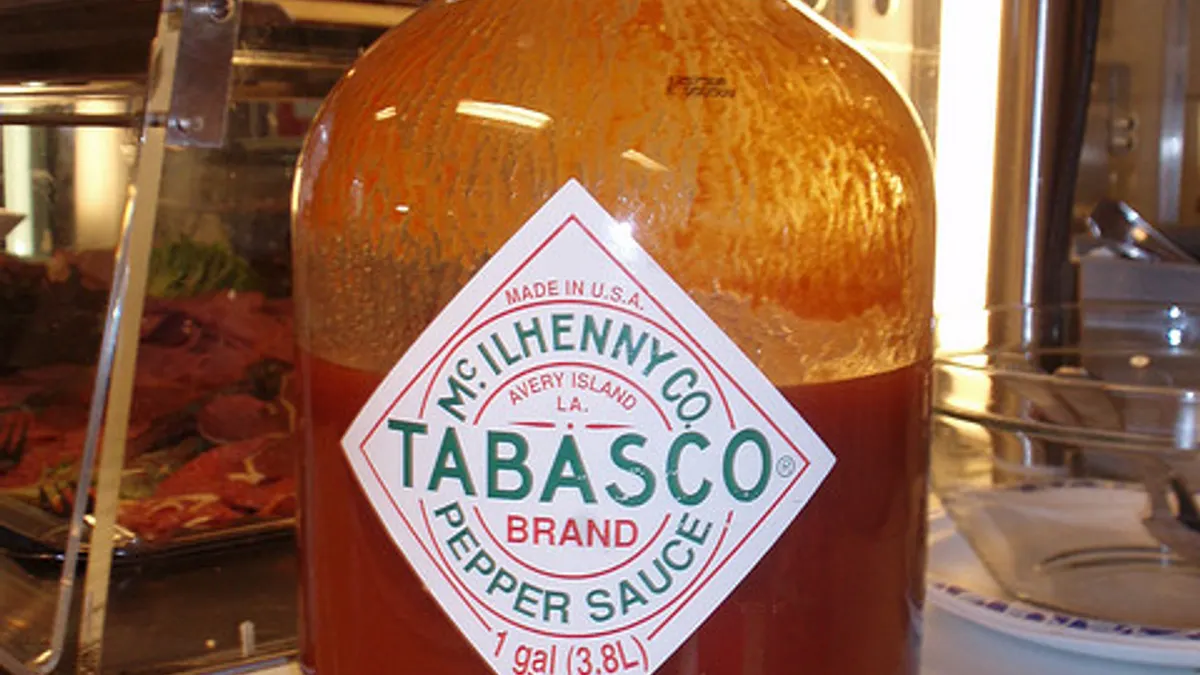 MADE IN U.S.A.
McILHENNY CO.
AVERY ISLAND
LA.
TABASCO®
BRAND
PEPPER SAUCE
1 gal (3.8L)